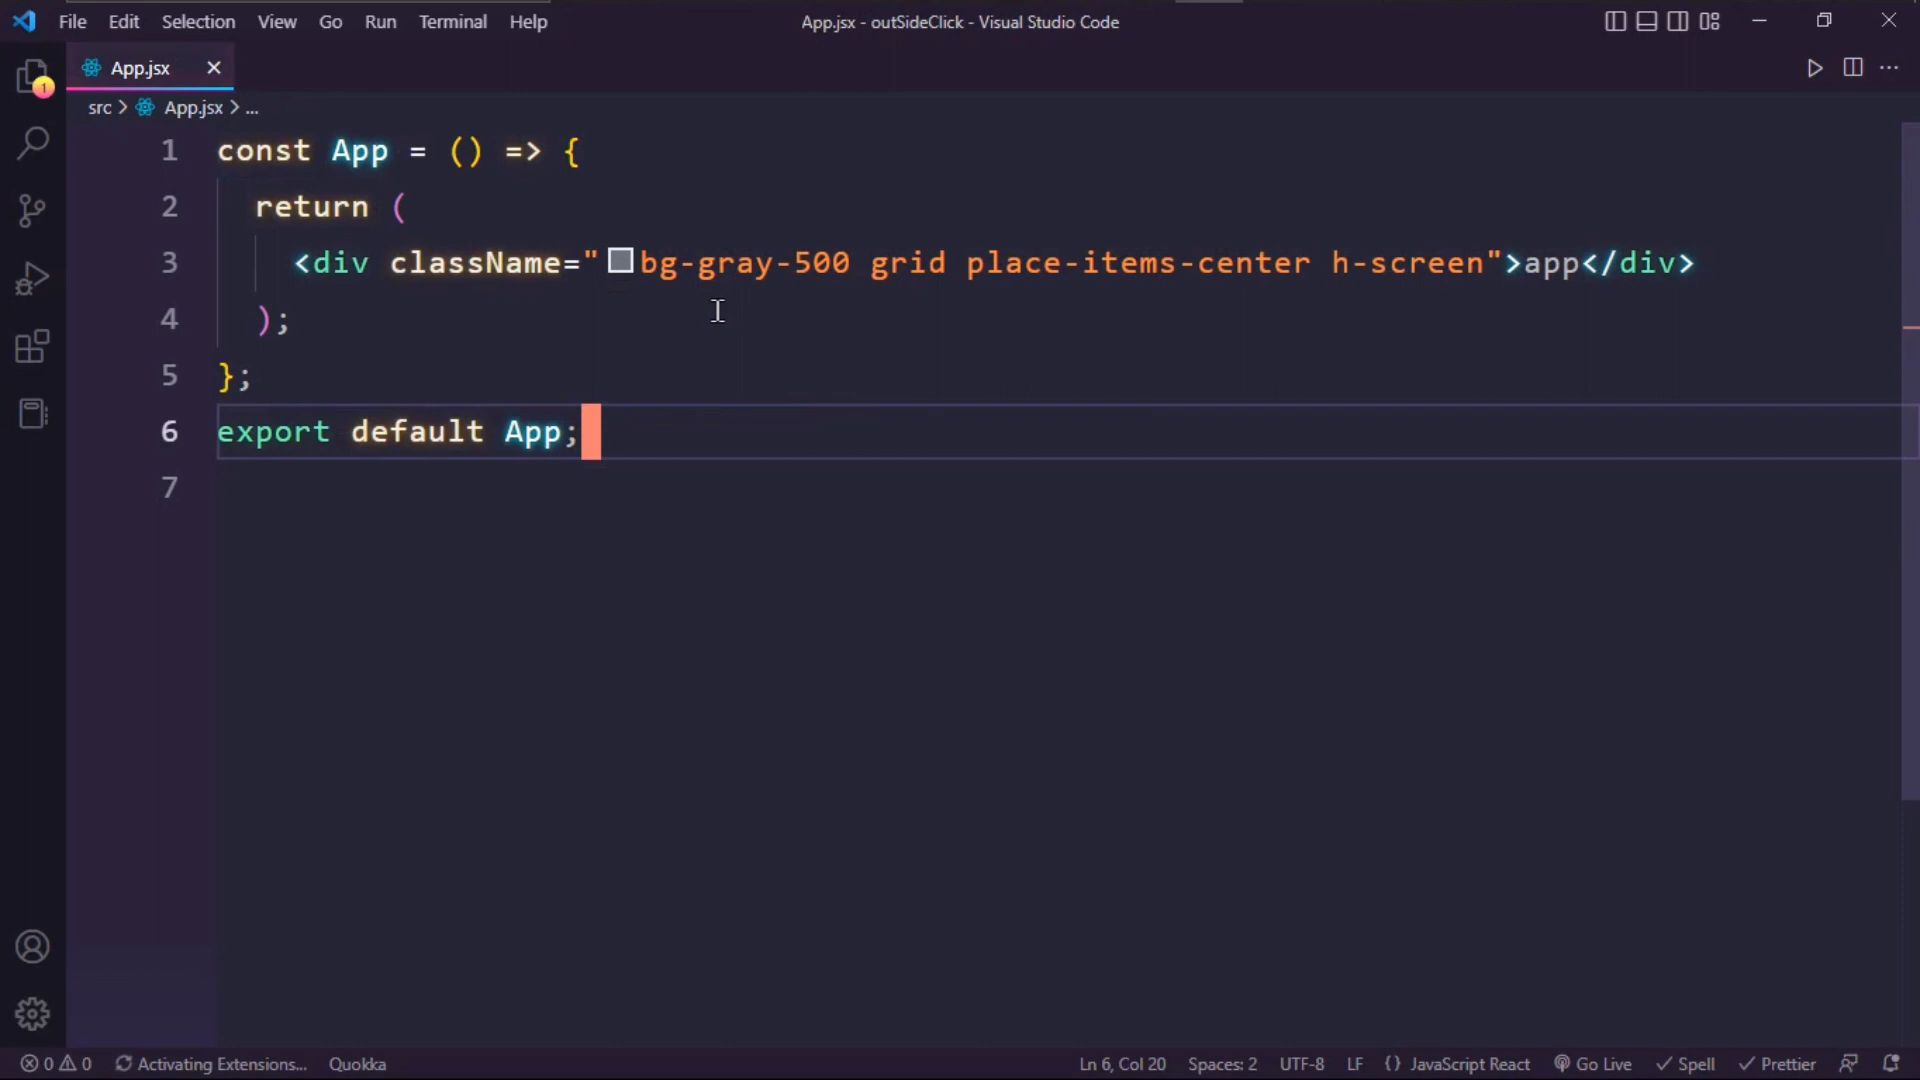 File Edit Selection View Go Run Terminal Help App.jsx - outSideClick - Visual Studio Code
App.jsx
1
src > App.jsx > ...
1 const App = () => {
2 return (
3 <div className="bg-gray-500 grid place-items-center h-screen">app</div>
4 );
5 };
6 export default App;
7
0 0 Activating Extensions... Quokka Ln 6, Col 20 Spaces: 2 UTF-8 LF {} JavaScript React Go Live Spell Prettier